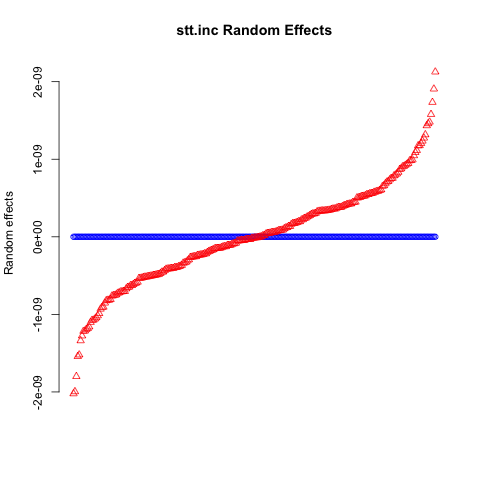 stt.inc Random Effects
Random effects
2e-09
1e-09
0e+00
-1e-09
-2e-09